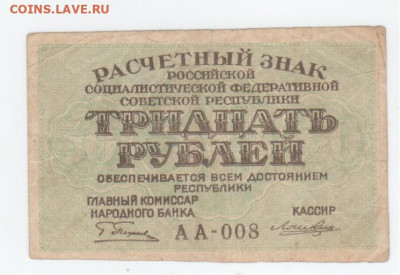 COINS.LAVE.RU
РАСЧЕТНЫЙ ЗНАК
РОССИЙСКОЙ
СОЦИАЛИСТИЧЕСКОЙ ФЕДЕРАТИВНОЙ
СОВЕТСКОЙ РЕСПУБЛИКИ
ТРИДЦАТЬ
РУБЛЕЙ
ОБЕСПЕЧИВАЕТСЯ ВСЕМ ДОСТОЯНИЕМ
РЕСПУБЛИКИ
ГЛАВНЫЙ КОМИССАР
НАРОДНОГО БАНКА
КАССИР
АА-008